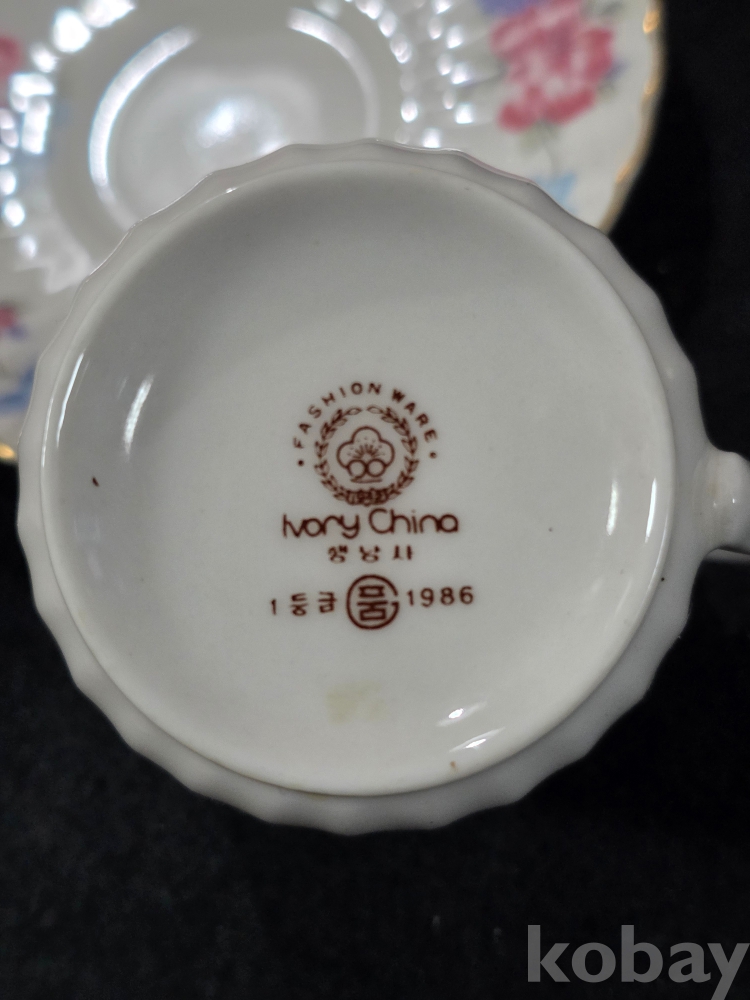 • FASHION WARE •
Ivory China
행남사
1등급 품 1986
kobay